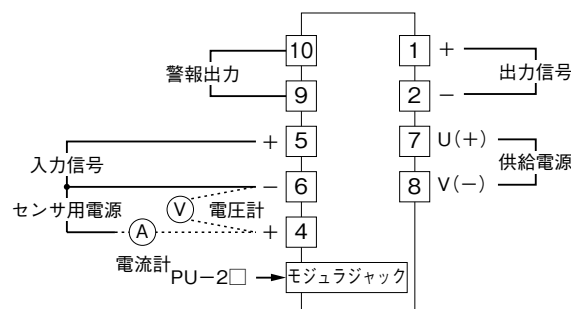 10
1
+
警報出力
出力信号
9
2
−
5
+
7
U(+)
入力信号
供給電源
6
−
8
V(−)
センサ用電源
V
電圧計
A
+
4
電流計
PU−2□
モジュラジャック